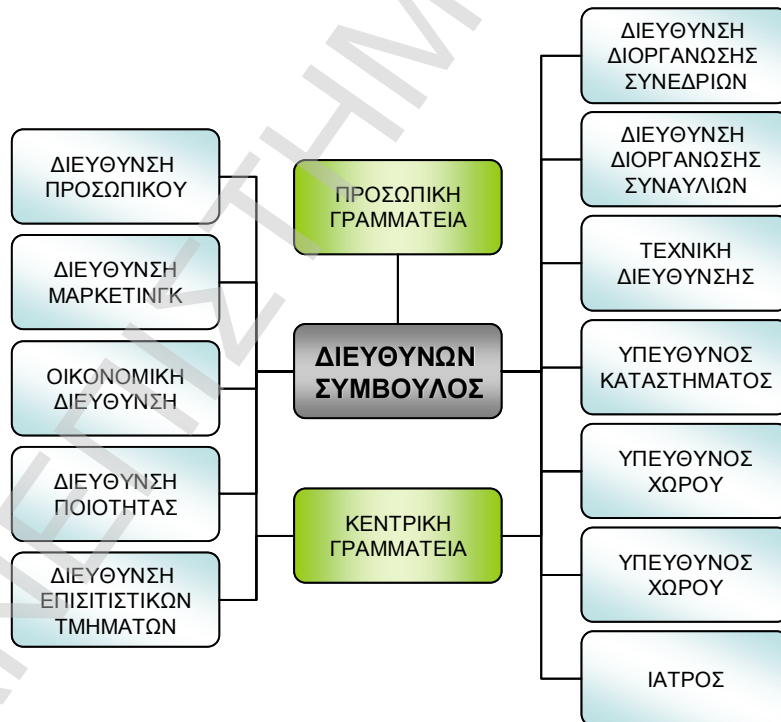 ΔΙΕΥΘΥΝΣΗ
ΠΡΟΣΩΠΙΚΟΥ
ΔΙΕΥΘΥΝΣΗ
ΜΑΡΚΕΤΙΝΓΚ
ΟΙΚΟΝΟΜΙΚΗ
ΔΙΕΥΘΥΝΣΗ
ΔΙΕΥΘΥΝΣΗ
ΠΟΙΟΤΗΤΑΣ
ΔΙΕΥΘΥΝΣΗ
ΕΠΙΣΙΤΙΣΤΙΚΩΝ
ΤΜΗΜΑΤΩΝ
ΠΡΟΣΩΠΙΚΗ
ΓΡΑΜΜΑΤΕΙΑ
ΔΙΕΥΘΥΝΩΝ
ΣΥΜΒΟΥΛΟΣ
ΚΕΝΤΡΙΚΗ
ΓΡΑΜΜΑΤΕΙΑ
ΔΙΕΥΘΥΝΣΗ
ΔΙΟΡΓΑΝΩΣΗΣ
ΣΥΝΕΔΡΙΩΝ
ΔΙΕΥΘΥΝΣΗ
ΔΙΟΡΓΑΝΩΣΗΣ
ΣΥΝΑΥΛΙΩΝ
ΤΕΧΝΙΚΗ
ΔΙΕΥΘΥΝΣΗΣ
ΥΠΕΥΘΥΝΟΣ
ΚΑΤΑΣΤΗΜΑΤΟΣ
ΥΠΕΥΘΥΝΟΣ
ΧΩΡΟΥ
ΥΠΕΥΘΥΝΟΣ
ΧΩΡΟΥ
ΙΑΤΡΟΣ